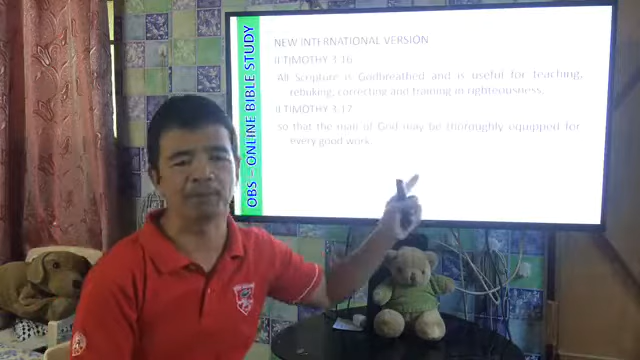 OBS - ONLINE BIBLE STUDY
NEW INTERNATIONAL VERSION
II TIMOTHY 3:16
All Scripture is Godbreathed and is useful for teaching,
rebuking, correcting and training in righteousness,
II TIMOTHY 3:17
so that the man of God may be thoroughly equipped for
every good work.